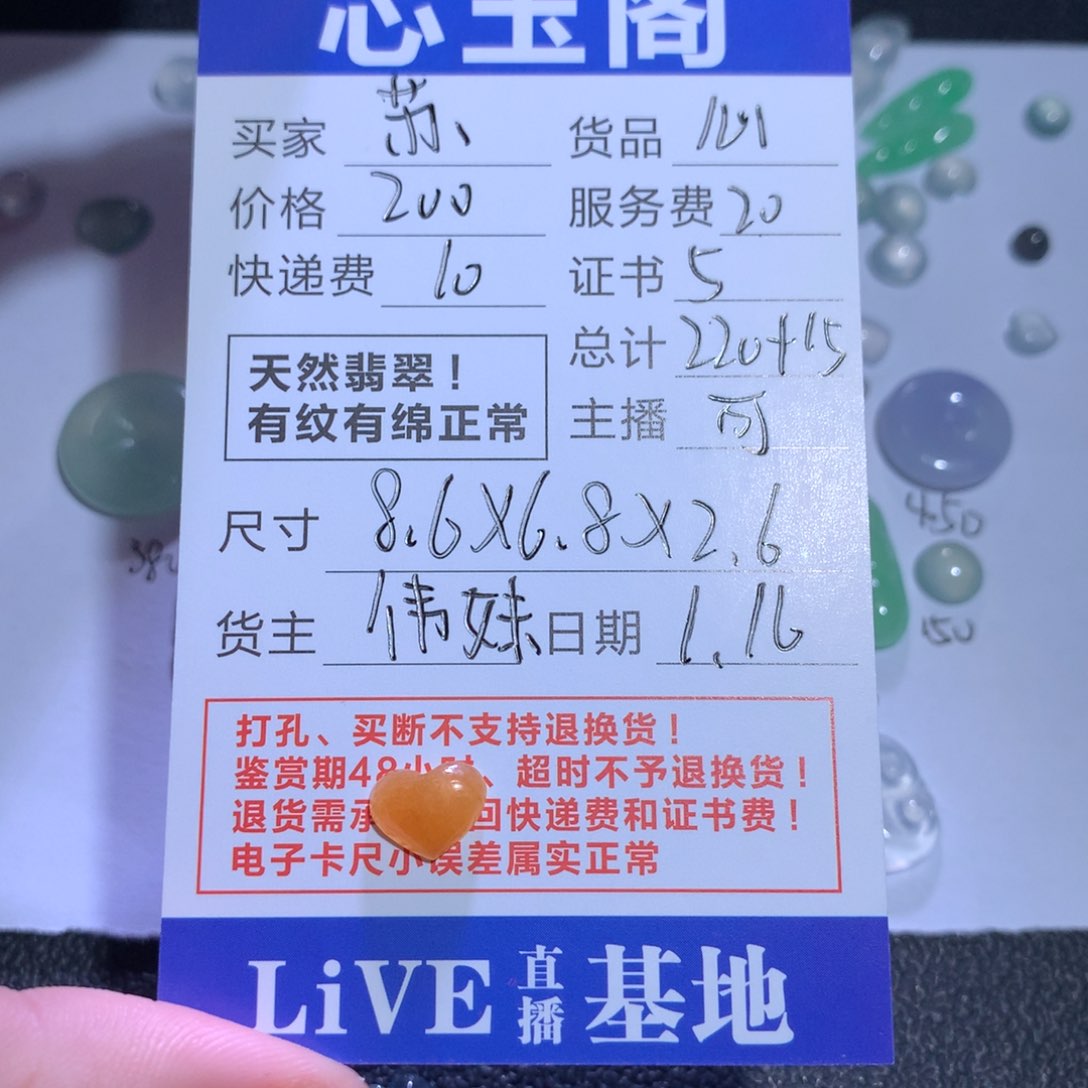 芯玉阁
买家 苏、 货品 心
价格 200 服务费 20
快递费 10 证书 5
总计 220+15
天然翡翠！
有纹有绵正常
主播 可
尺寸 8.6X6.8X2.6
货主 伟妹 日期 1.16
打孔、买断不支持退换货！
鉴赏期48小时、超时不予退换货！
退货需承 回快递费和证书费！
电子卡尺小误差属实正常
LiVE 直播 基地
450
150